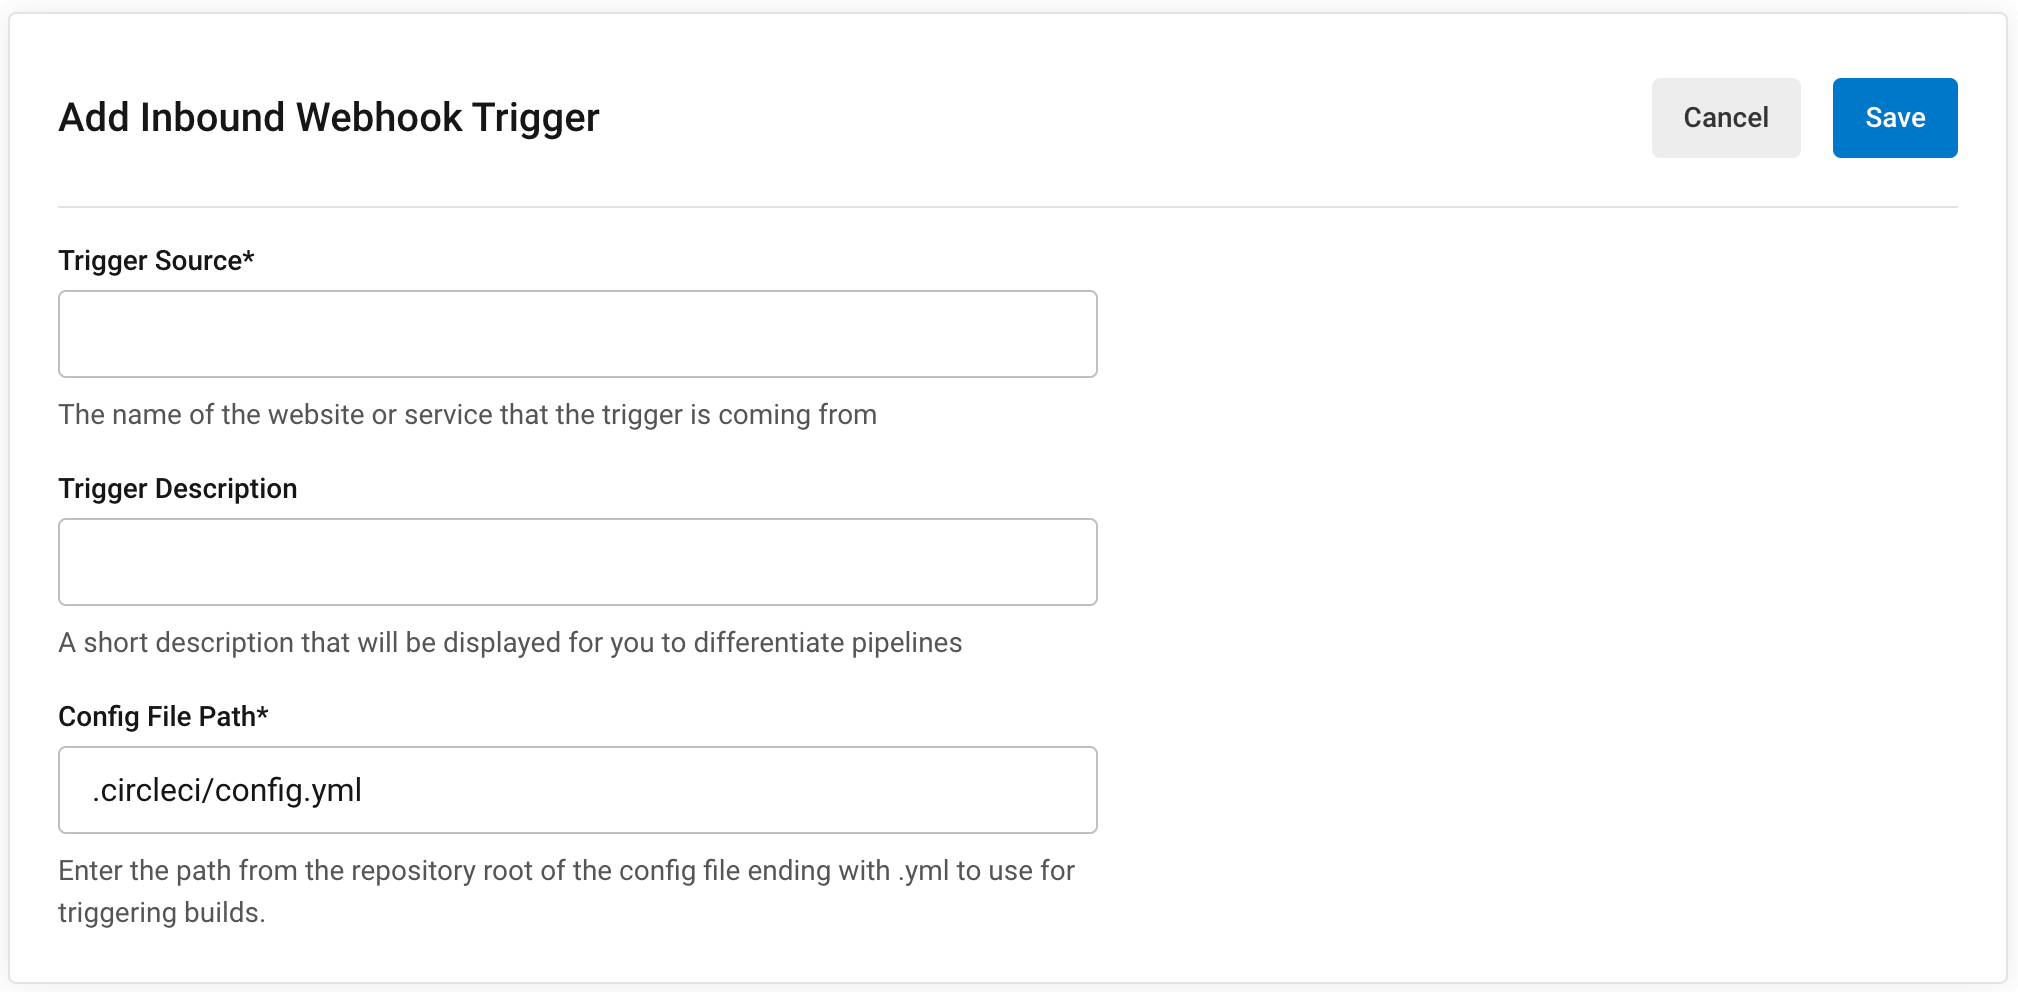 Add Inbound Webhook Trigger
Cancel
Save
Trigger Source*
The name of the website or service that the trigger is coming from
Trigger Description
A short description that will be displayed for you to differentiate pipelines
Config File Path*
.circleci/config.yml
Enter the path from the repository root of the config file ending with .yml to use for
triggering builds.